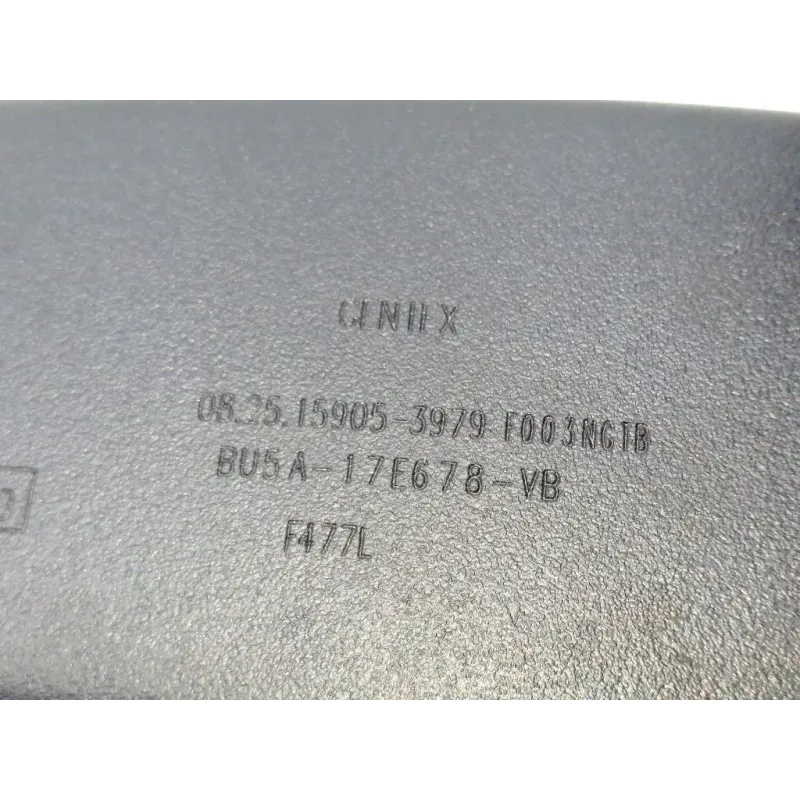 GENTEX
08.25.15905-3979 F003NGTB
BU5A-17E678-VB
F477L